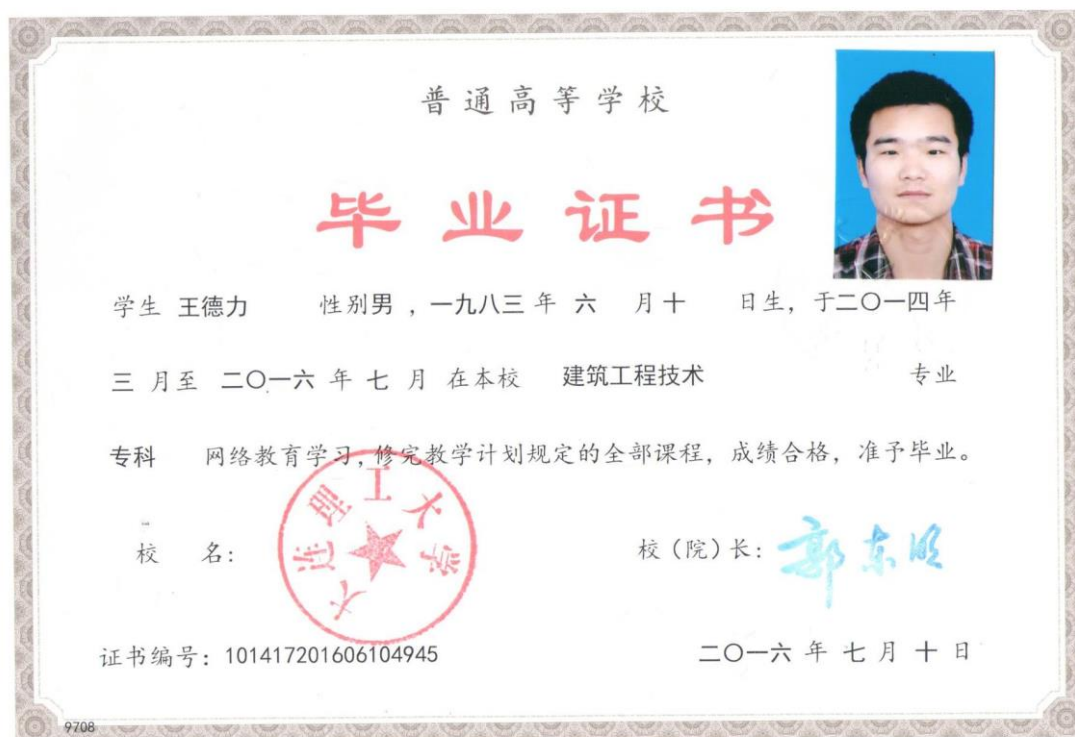 普通高等学校
毕业证书
学生 王德力 性别男，一九八三年 六 月十 日生，于二〇一四年
三 月至 二〇一六 年 七 月 在本校 建筑工程技术 专业
专科 网络教育学习，修完教学计划规定的全部课程，成绩合格，准予毕业。
校 名：
大连理工大学
校（院）长：郭东明
证书编号：101417201606104945
二〇一六 年 七 月 十 日
9708